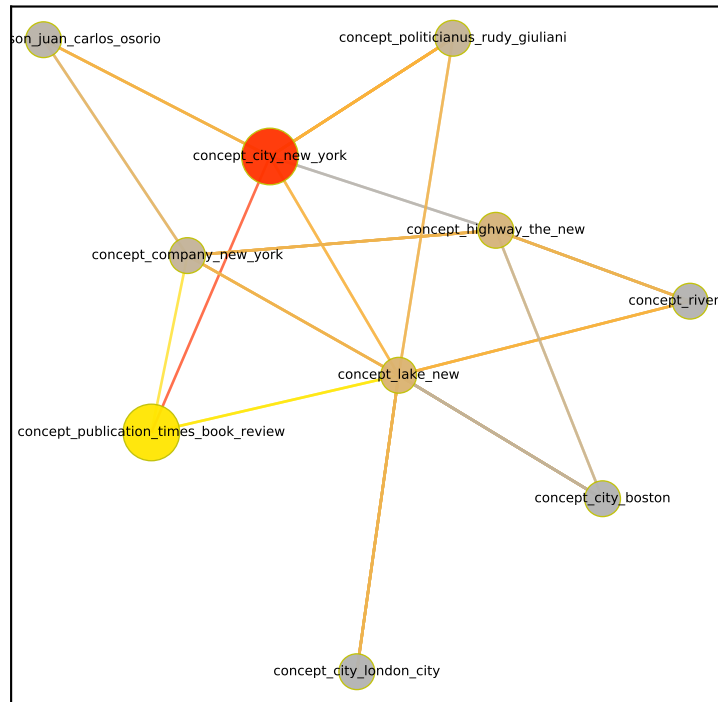 son_juan_carlos_osorio
concept_politicianus_rudy_giuliani
concept_city_new_york
concept_highway_the_new
concept_company_new_york
concept_river
concept_lake_new
concept_publication_times_book_review
concept_city_boston
concept_city_london_city